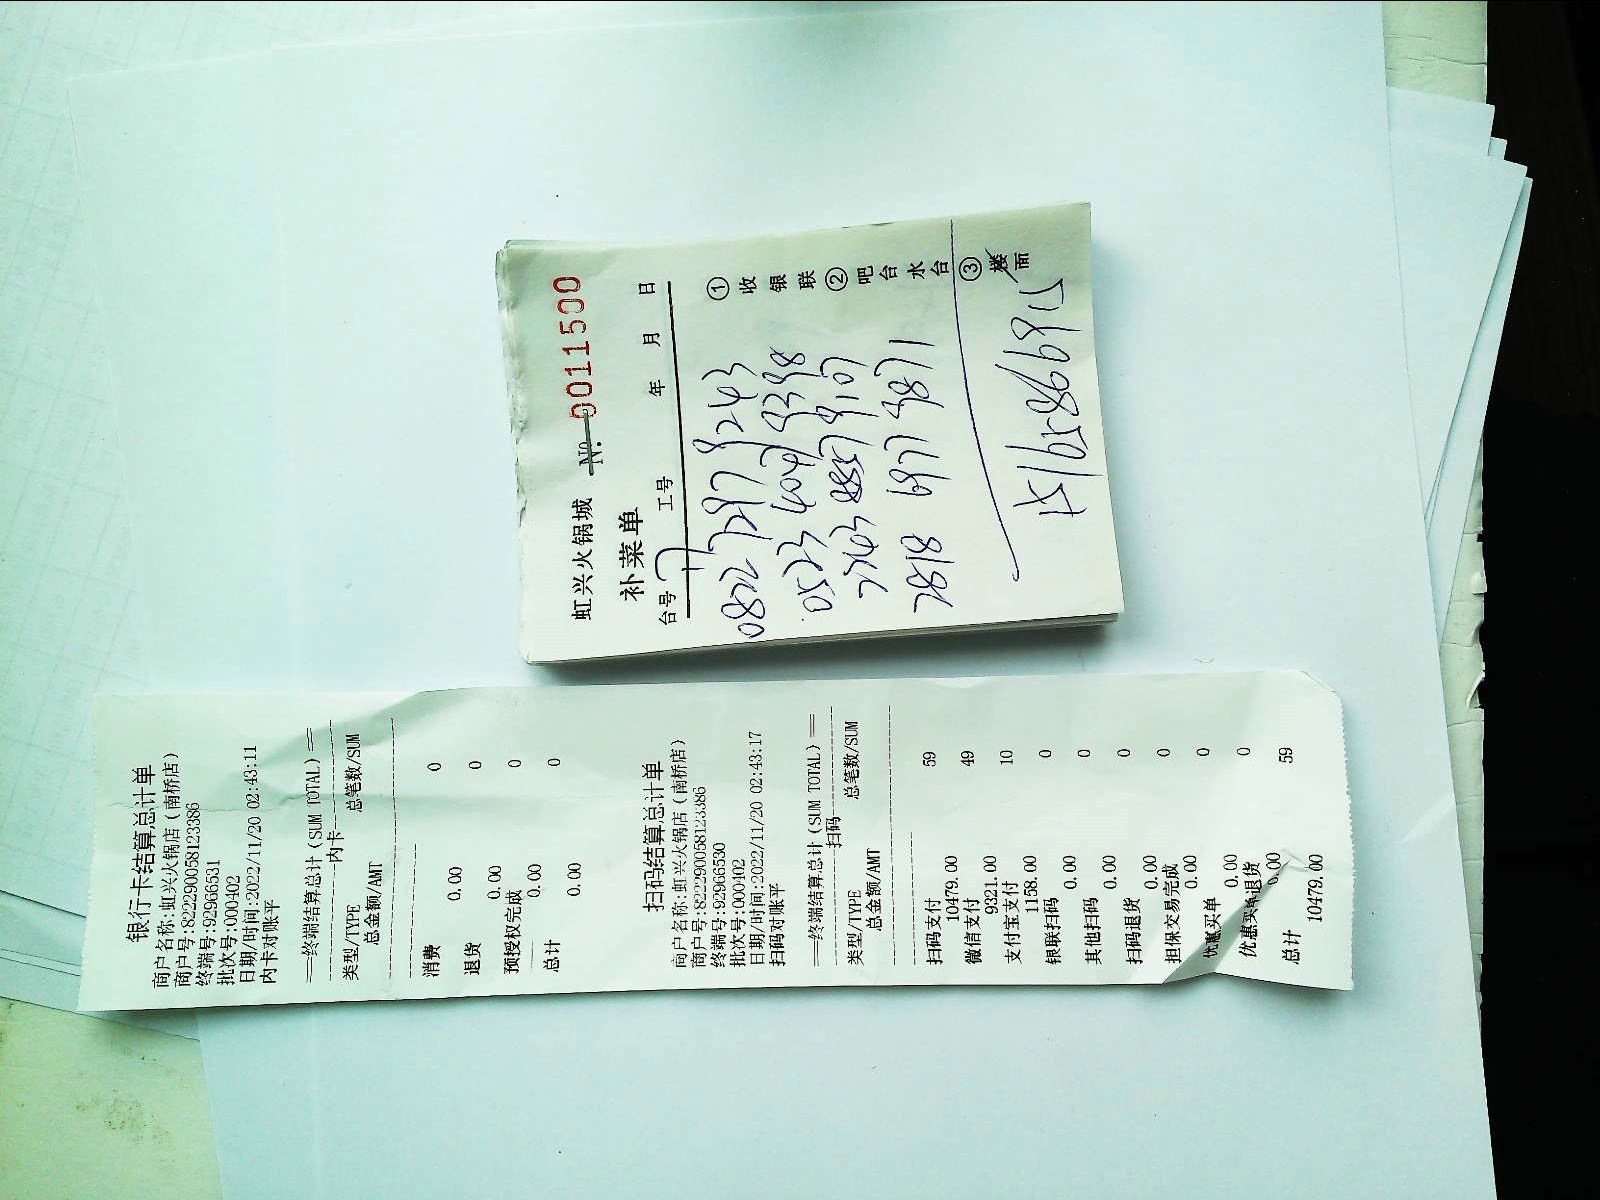 虹兴火锅城 No. 0011500
补菜单
台号 17 工号 年 月 日
0822 7297 8243
0523 4047 9398
2763 8857 9107
2818 6977 9871
①收银联 ②吧台水台 ③楼面
银行卡结算总计单
商户名称:虹兴火锅店(南桥店)
商户号:822290058123386
终端号:92966531
批次号:000402
日期/时间:2022/11/20 02:43:11
内卡对账平
==终端结算总计(SUM TOTAL)==
内卡
类型/TYPE 总笔数/SUM
总金额/AMT
消费 0
0.00
退货 0
0.00
预授权完成 0
0.00
总计 0
0.00
扫码结算总计单
商户名称:虹兴火锅店(南桥店)
商户号:822290058123386
终端号:92966530
批次号:000402
日期/时间:2022/11/20 02:43:17
扫码对账平
==终端结算总计(SUM TOTAL)==
扫码
类型/TYPE 总笔数/SUM
总金额/AMT
扫码支付 59
10479.00
微信支付 49
9321.00
支付宝支付 10
1158.00
银联扫码 0
0.00
其他扫码 0
0.00
扫码退货 0
0.00
担保交易完成 0
0.00
优惠买单 0
0.00
优惠买单退货 0
0.00
总计 59
10479.00